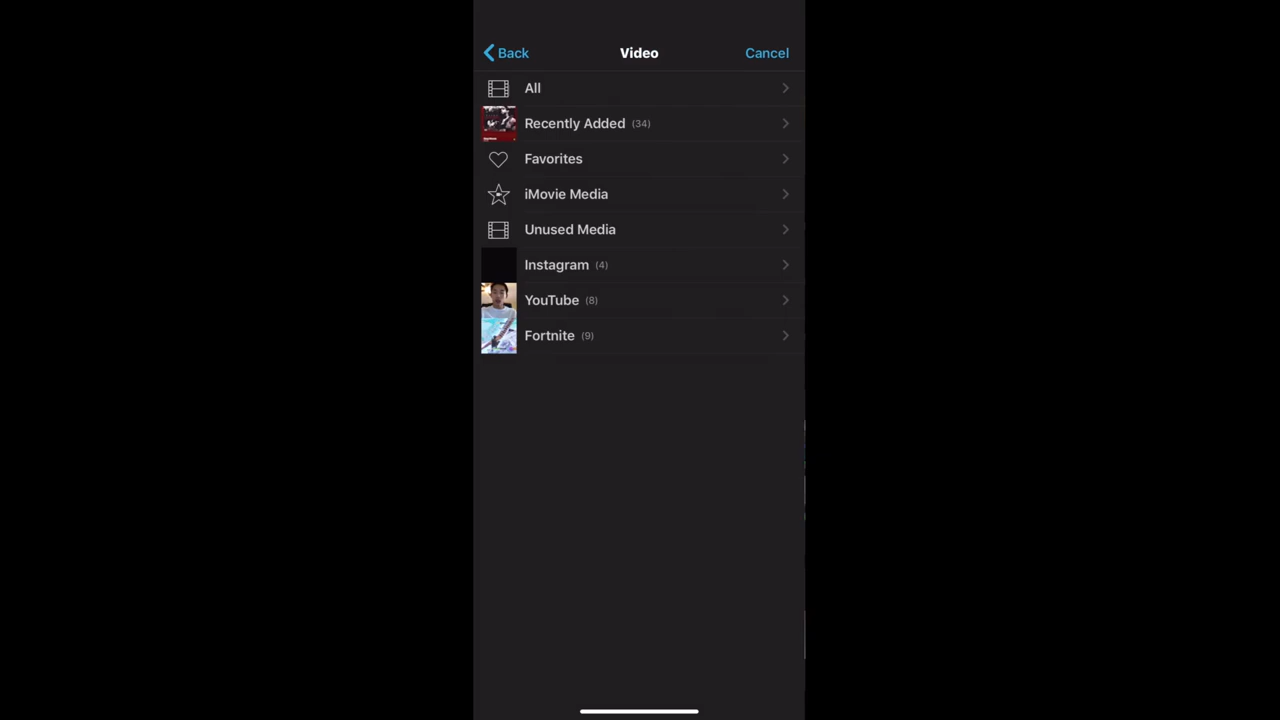 Back Video Cancel
All
Recently Added (34)
Favorites
iMovie Media
Unused Media
Instagram (4)
YouTube (8)
Fortnite (9)